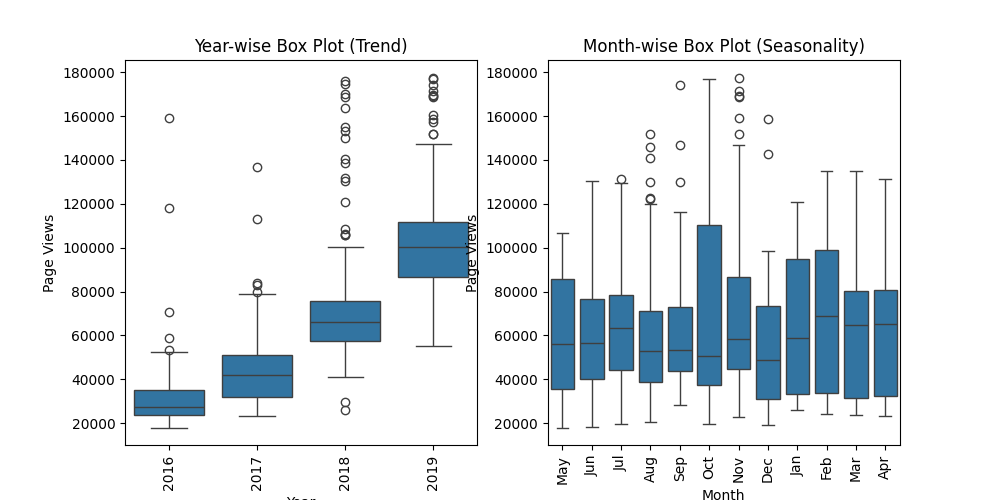 Year-wise Box Plot (Trend)
Page Views
180000
160000
140000
120000
100000
80000
60000
40000
20000
2016
2017
2018
2019
Year
Month-wise Box Plot (Seasonality)
Page Views
180000
160000
140000
120000
100000
80000
60000
40000
20000
May
Jun
Jul
Aug
Sep
Oct
Nov
Dec
Jan
Feb
Mar
Apr
Month